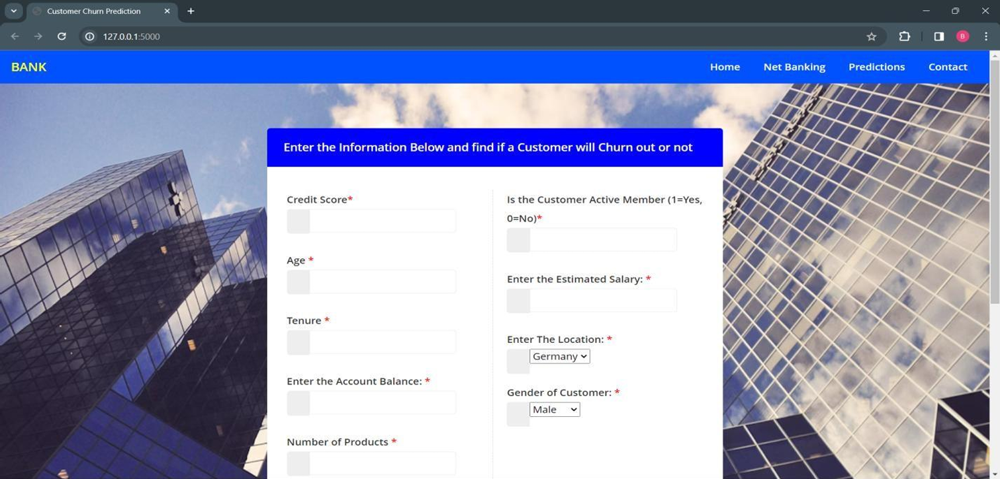 Customer Churn Prediction
127.0.0.1:5000
B
BANK
Home Net Banking Predictions Contact
Enter the Information Below and find if a Customer will Churn out or not
Credit Score*
Age *
Tenure *
Enter the Account Balance: *
Number of Products *
Is the Customer Active Member (1=Yes,
0=No)*
Enter the Estimated Salary: *
Enter The Location: *
Germany
Gender of Customer: *
Male